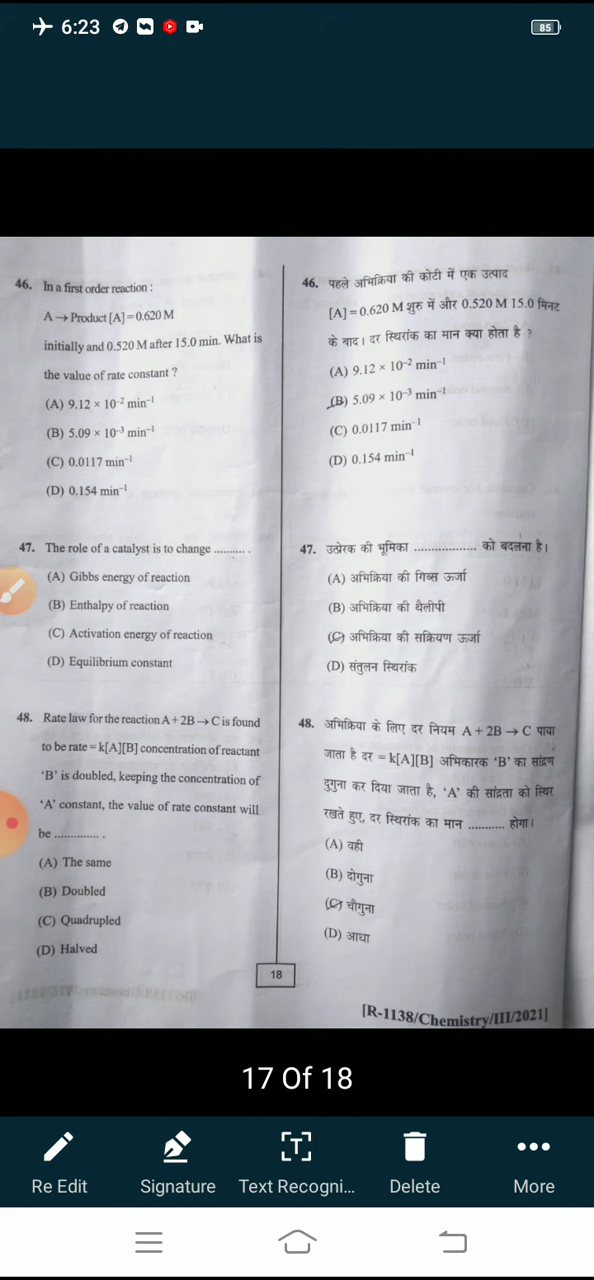 6:23
85
46. In a first order reaction :
A → Product [A] = 0.620 M
initially and 0.520 M after 15.0 min. What is
the value of rate constant ?
(A) 9.12 × 10⁻² min⁻¹
(B) 5.09 × 10⁻³ min⁻¹
(C) 0.0117 min⁻¹
(D) 0.154 min⁻¹
47. The role of a catalyst is to change .......... .
(A) Gibbs energy of reaction
(B) Enthalpy of reaction
(C) Activation energy of reaction
(D) Equilibrium constant
48. Rate law for the reaction A + 2B → C is found
to be rate = k[A][B] concentration of reactant
‘B’ is doubled, keeping the concentration of
‘A’ constant, the value of rate constant will
be ............. .
(A) The same
(B) Doubled
(C) Quadrupled
(D) Halved
46. पहले अभिक्रिया की कोटी में एक उत्पाद
[A] = 0.620 M शुरु में और 0.520 M 15.0 मिनट
के बाद। दर स्थिरांक का मान क्या होता है ?
(A) 9.12 × 10⁻² min⁻¹
(B) 5.09 × 10⁻³ min⁻¹
(C) 0.0117 min⁻¹
(D) 0.154 min⁻¹
47. उत्प्रेरक की भूमिका .................. को बदलना है।
(A) अभिक्रिया की गिब्स ऊर्जा
(B) अभिक्रिया की थैलीपी
(C) अभिक्रिया की सक्रियण ऊर्जा
(D) संतुलन स्थिरांक
48. अभिक्रिया के लिए दर नियम A + 2B → C पाया
जाता है दर = k[A][B] अभिकारक ‘B’ का सांद्रण
दुगुना कर दिया जाता है, ‘A’ की सांद्रता को स्थिर
रखते हुए, दर स्थिरांक का मान ........... होगा।
(A) वही
(B) दोगुना
(C) चौगुना
(D) आधा
18
[R-1138/Chemistry/III/2021]
17 Of 18
Re Edit
Signature
Text Recogni...
Delete
More